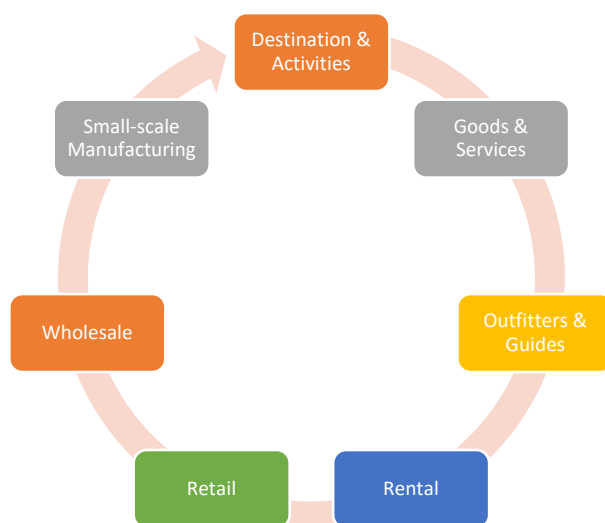 Destination &
Activities
Goods &
Services
Outfitters &
Guides
Rental
Retail
Wholesale
Small-scale
Manufacturing